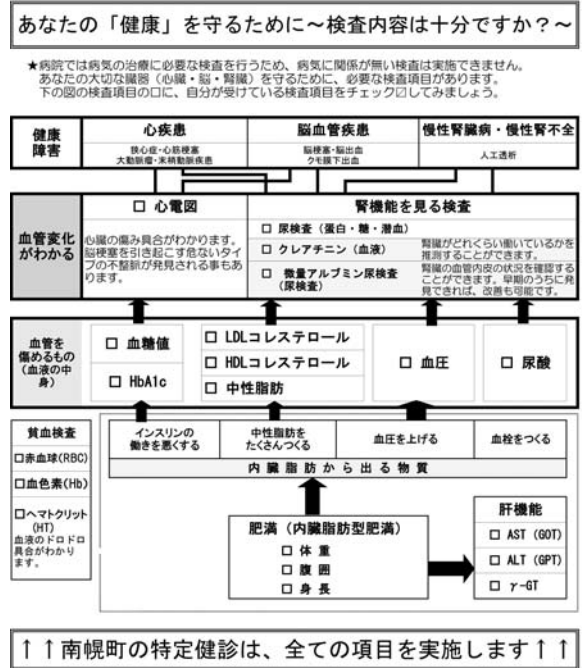 あなたの「健康」を守るために～検査内容は十分ですか？～
★病院では病気の治療に必要な検査を行うため、病気に関係が無い検査は実施できません。
あなたの大切な臓器（心臓・脳・腎臓）を守るために、必要な検査項目があります。
下の図の検査項目の口に、自分が受けている検査項目をチェック☑してみましょう。
健康
障害
心疾患
狭心症・心筋梗塞
大動脈瘤・末梢動脈疾患
脳血管疾患
脳梗塞・脳出血
クモ膜下出血
慢性腎臓病・慢性腎不全
人工透析
血管変化
がわかる
□ 心電図
心臓の傷み具合がわかります。
脳梗塞を引き起こす危ないタイ
プの不整脈が発見される事もあ
ります。
腎機能を見る検査
□ 尿検査（蛋白・糖・潜血）
□ クレアチニン（血液）
腎臓がどれくらい働いているかを
推測することができます。
□ 微量アルブミン尿検査
（尿検査）
腎臓の血管内皮の状況を確認する
ことができます。早期のうちに発
見できれば、改善も可能です。
血管を
傷めるもの
（血液の中
身）
□ 血糖値
□ HbA1c
□ LDLコレステロール
□ HDLコレステロール
□ 中性脂肪
□ 血圧
□ 尿酸
貧血検査
□赤血球(RBC)
□血色素(Hb)
□ヘマトクリット
(HT)
血液のドロドロ
具合がわかり
ます。
インスリンの
働きを悪くする
中性脂肪を
たくさんつくる
血圧を上げる
血栓をつくる
内臓脂肪から出る物質
肥満（内臓脂肪型肥満）
□ 体重
□ 腹囲
□ 身長
肝機能
□ AST (GOT)
□ ALT (GPT)
□ γ-GT
↑↑南幌町の特定健診は、全ての項目を実施します↑↑